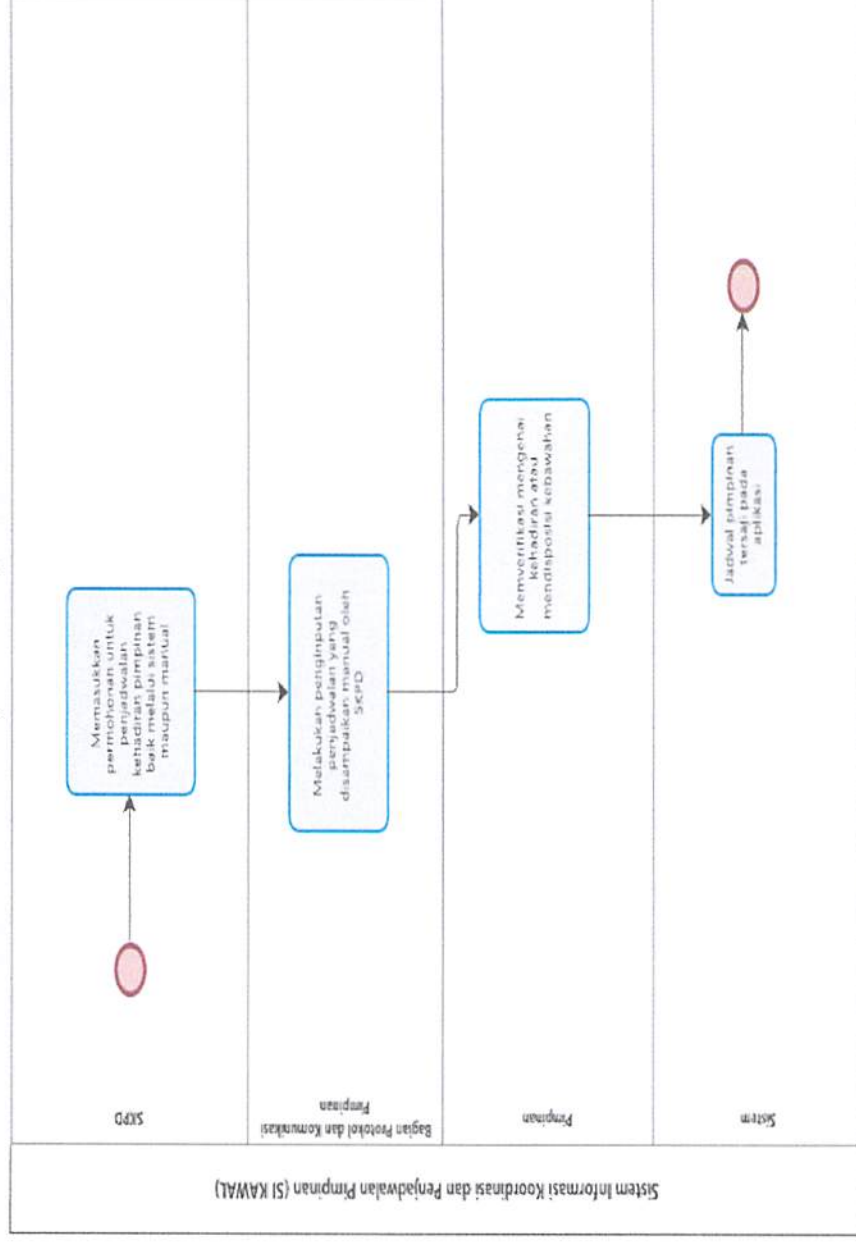 Sistem Informasi Koordinasi dan Penjadwalan Pimpinan (SI KAWAL)
SKPD
Memasukkan
permohonan untuk
penjadwalan
kehadiran pimpinan
baik melalui sistem
maupun manual
Bagian Protokol dan Komunikasi
Pimpinan
Melakukan penginputan
penjadwalan yang
disampaikan manual oleh
SKPD
Pimpinan
Memverifikasi mengenai
kehadiran atau
mendisposisi kebawahan
Sistem
Jadwal pimpinan
tersaji pada
aplikasi